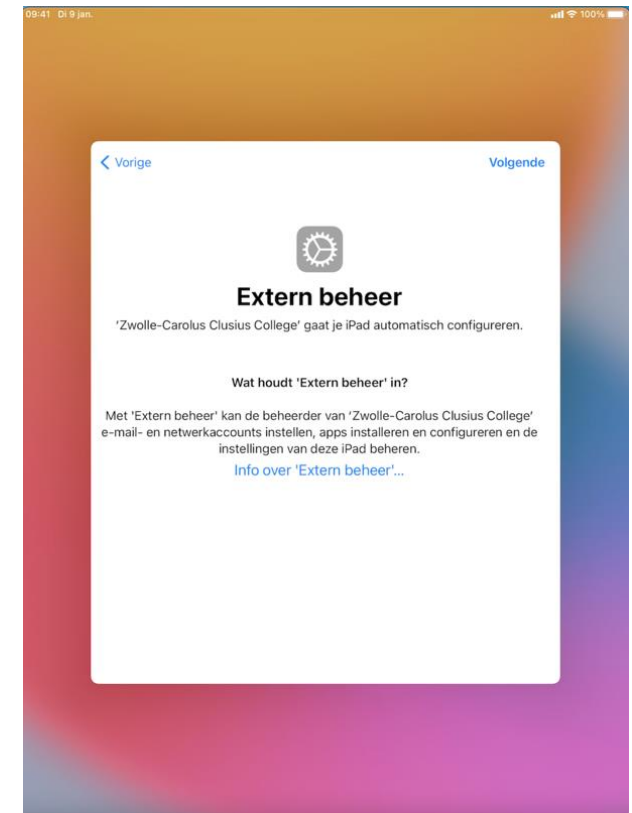 09:41 Di 9 jan. 100%
Vorige Volgende
Extern beheer
'Zwolle-Carolus Clusius College' gaat je iPad automatisch configureren.
Wat houdt 'Extern beheer' in?
Met 'Extern beheer' kan de beheerder van 'Zwolle-Carolus Clusius College'
e-mail- en netwerkaccounts instellen, apps installeren en configureren en de
instellingen van deze iPad beheren.
Info over 'Extern beheer'...